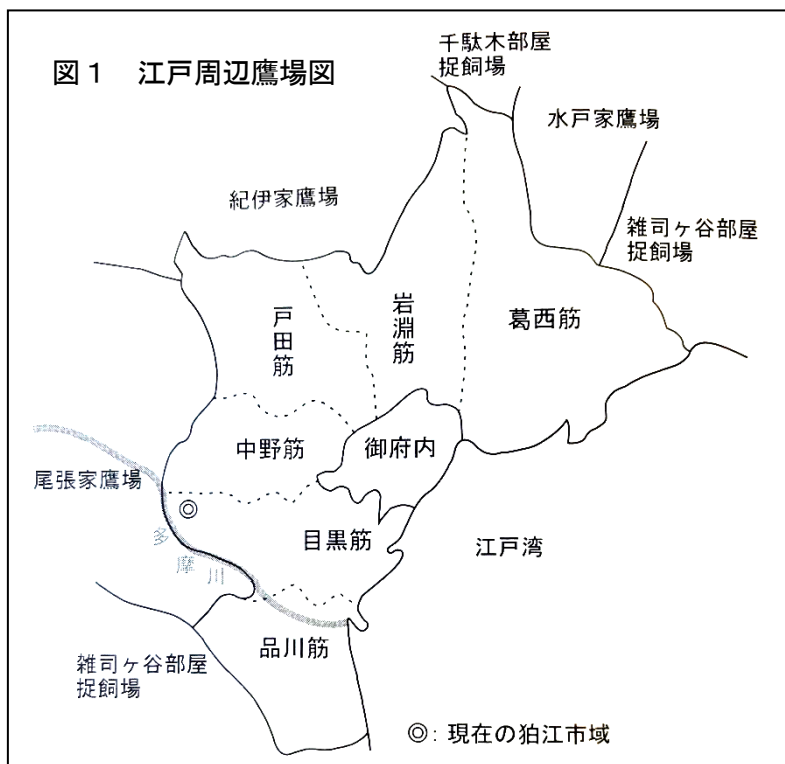 図1 江戸周辺鷹場図
千駄木部屋
捉飼場
水戸家鷹場
紀伊家鷹場
雑司ヶ谷部屋
捉飼場
戸田筋
岩淵筋
葛西筋
中野筋
御府内
尾張家鷹場
目黒筋
江戸湾
多摩川
品川筋
雑司ヶ谷部屋
捉飼場
◎：現在の狛江市域